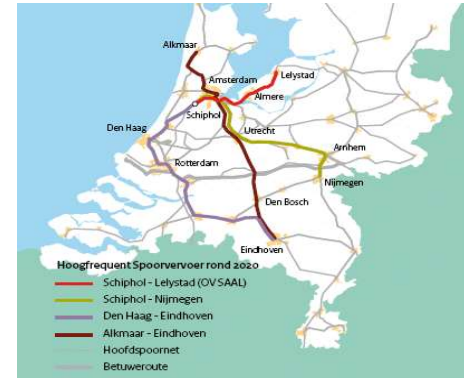 Alkmaar
Amsterdam
Lelystad
Almere
Schiphol
Den Haag
Utrecht
Arnhem
Rotterdam
Nijmegen
Den Bosch
Eindhoven
Hoogfrequent Spoorvervoer rond 2020
Schiphol - Lelystad (OV SAAL)
Schiphol - Nijmegen
Den Haag - Eindhoven
Alkmaar - Eindhoven
Hoofdspoornet
Betuweroute